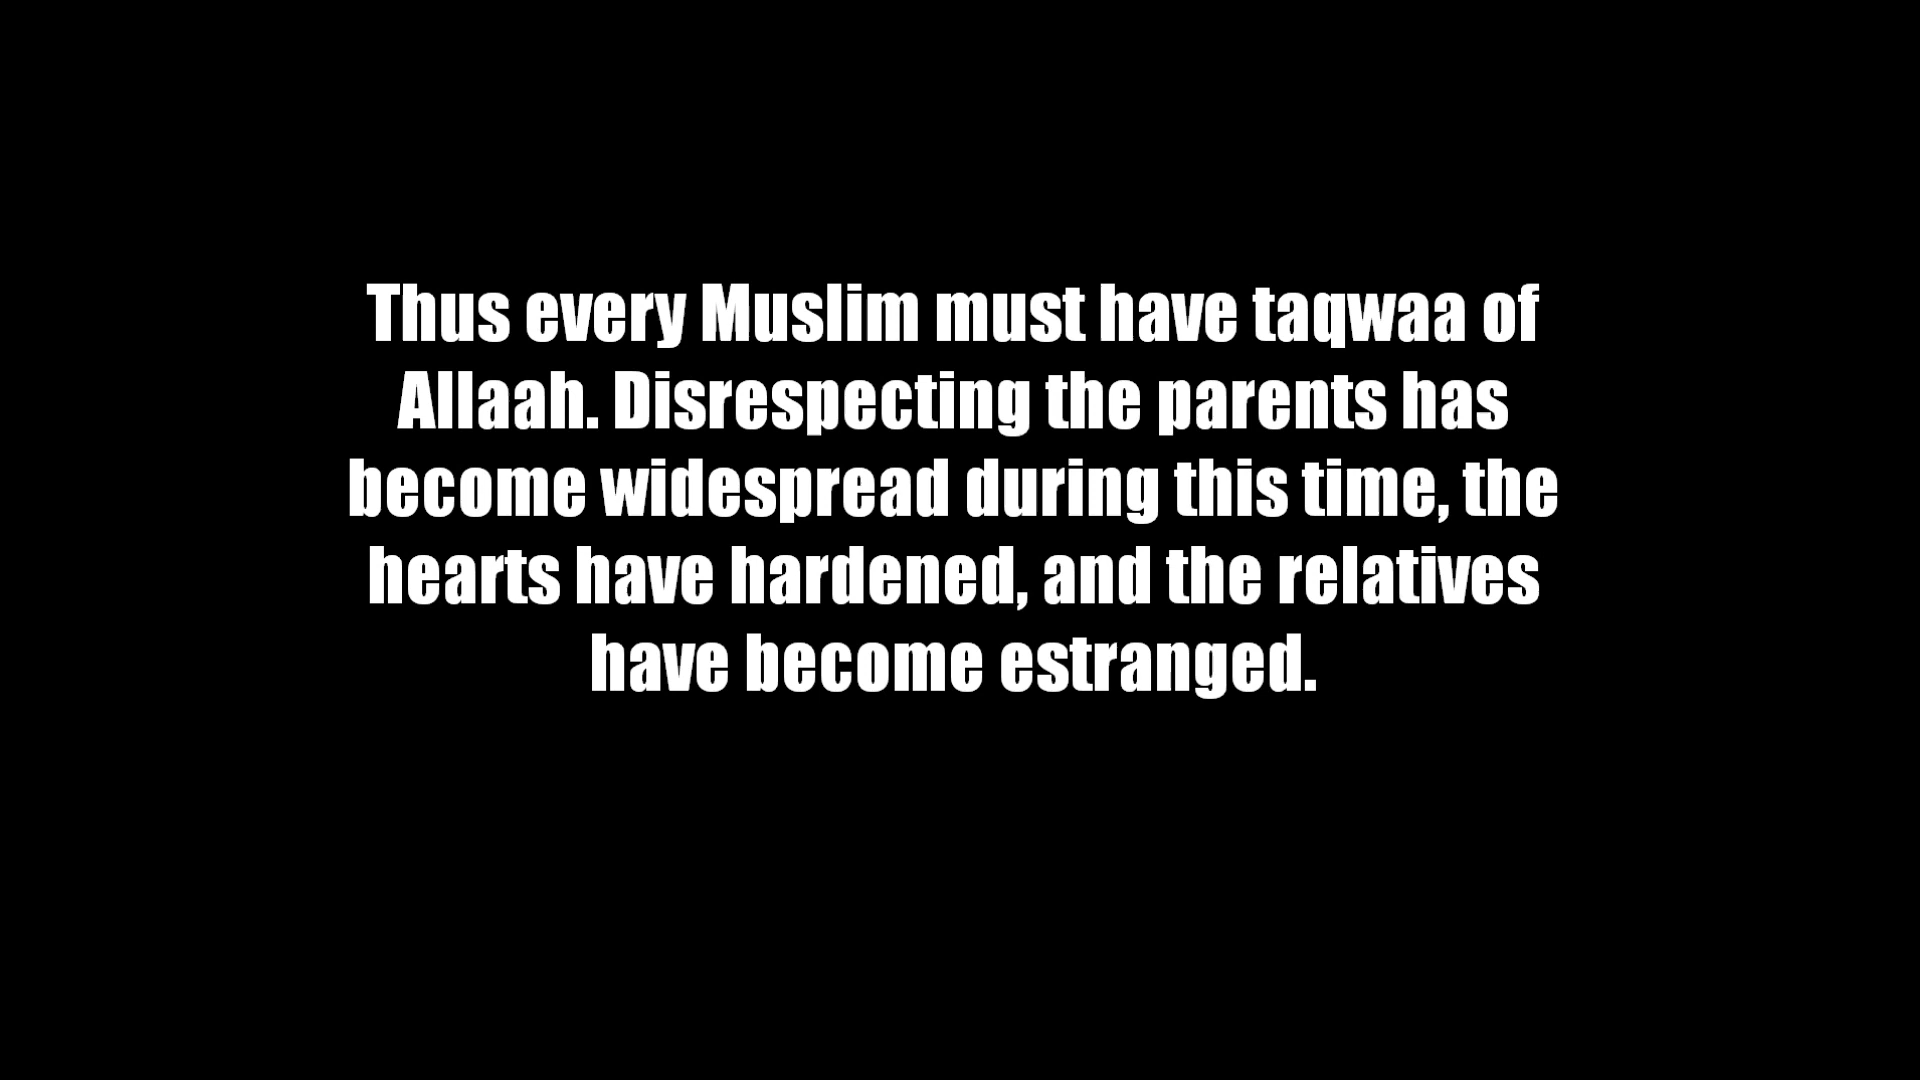 Thus every Muslim must have taqwaa of
Allaah. Disrespecting the parents has
become widespread during this time, the
hearts have hardened, and the relatives
have become estranged.